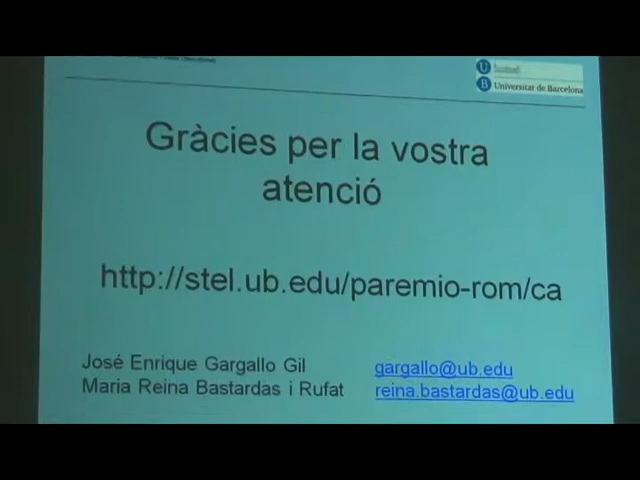 Universitat de Barcelona
Gràcies per la vostra
atenció
http://stel.ub.edu/paremio-rom/ca
José Enrique Gargallo Gil
gargallo@ub.edu
Maria Reina Bastardas i Rufat
reina.bastardas@ub.edu